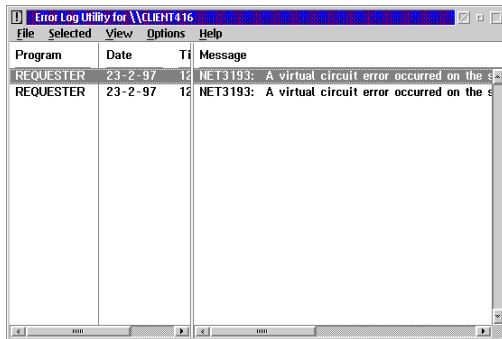 Error Log Utility for \\CLIENT416
File Selected View Options Help
Program Date Ti Message
REQUESTER 23-2-97 12 NET3193: A virtual circuit error occurred on the s
REQUESTER 23-2-97 12 NET3193: A virtual circuit error occurred on the s